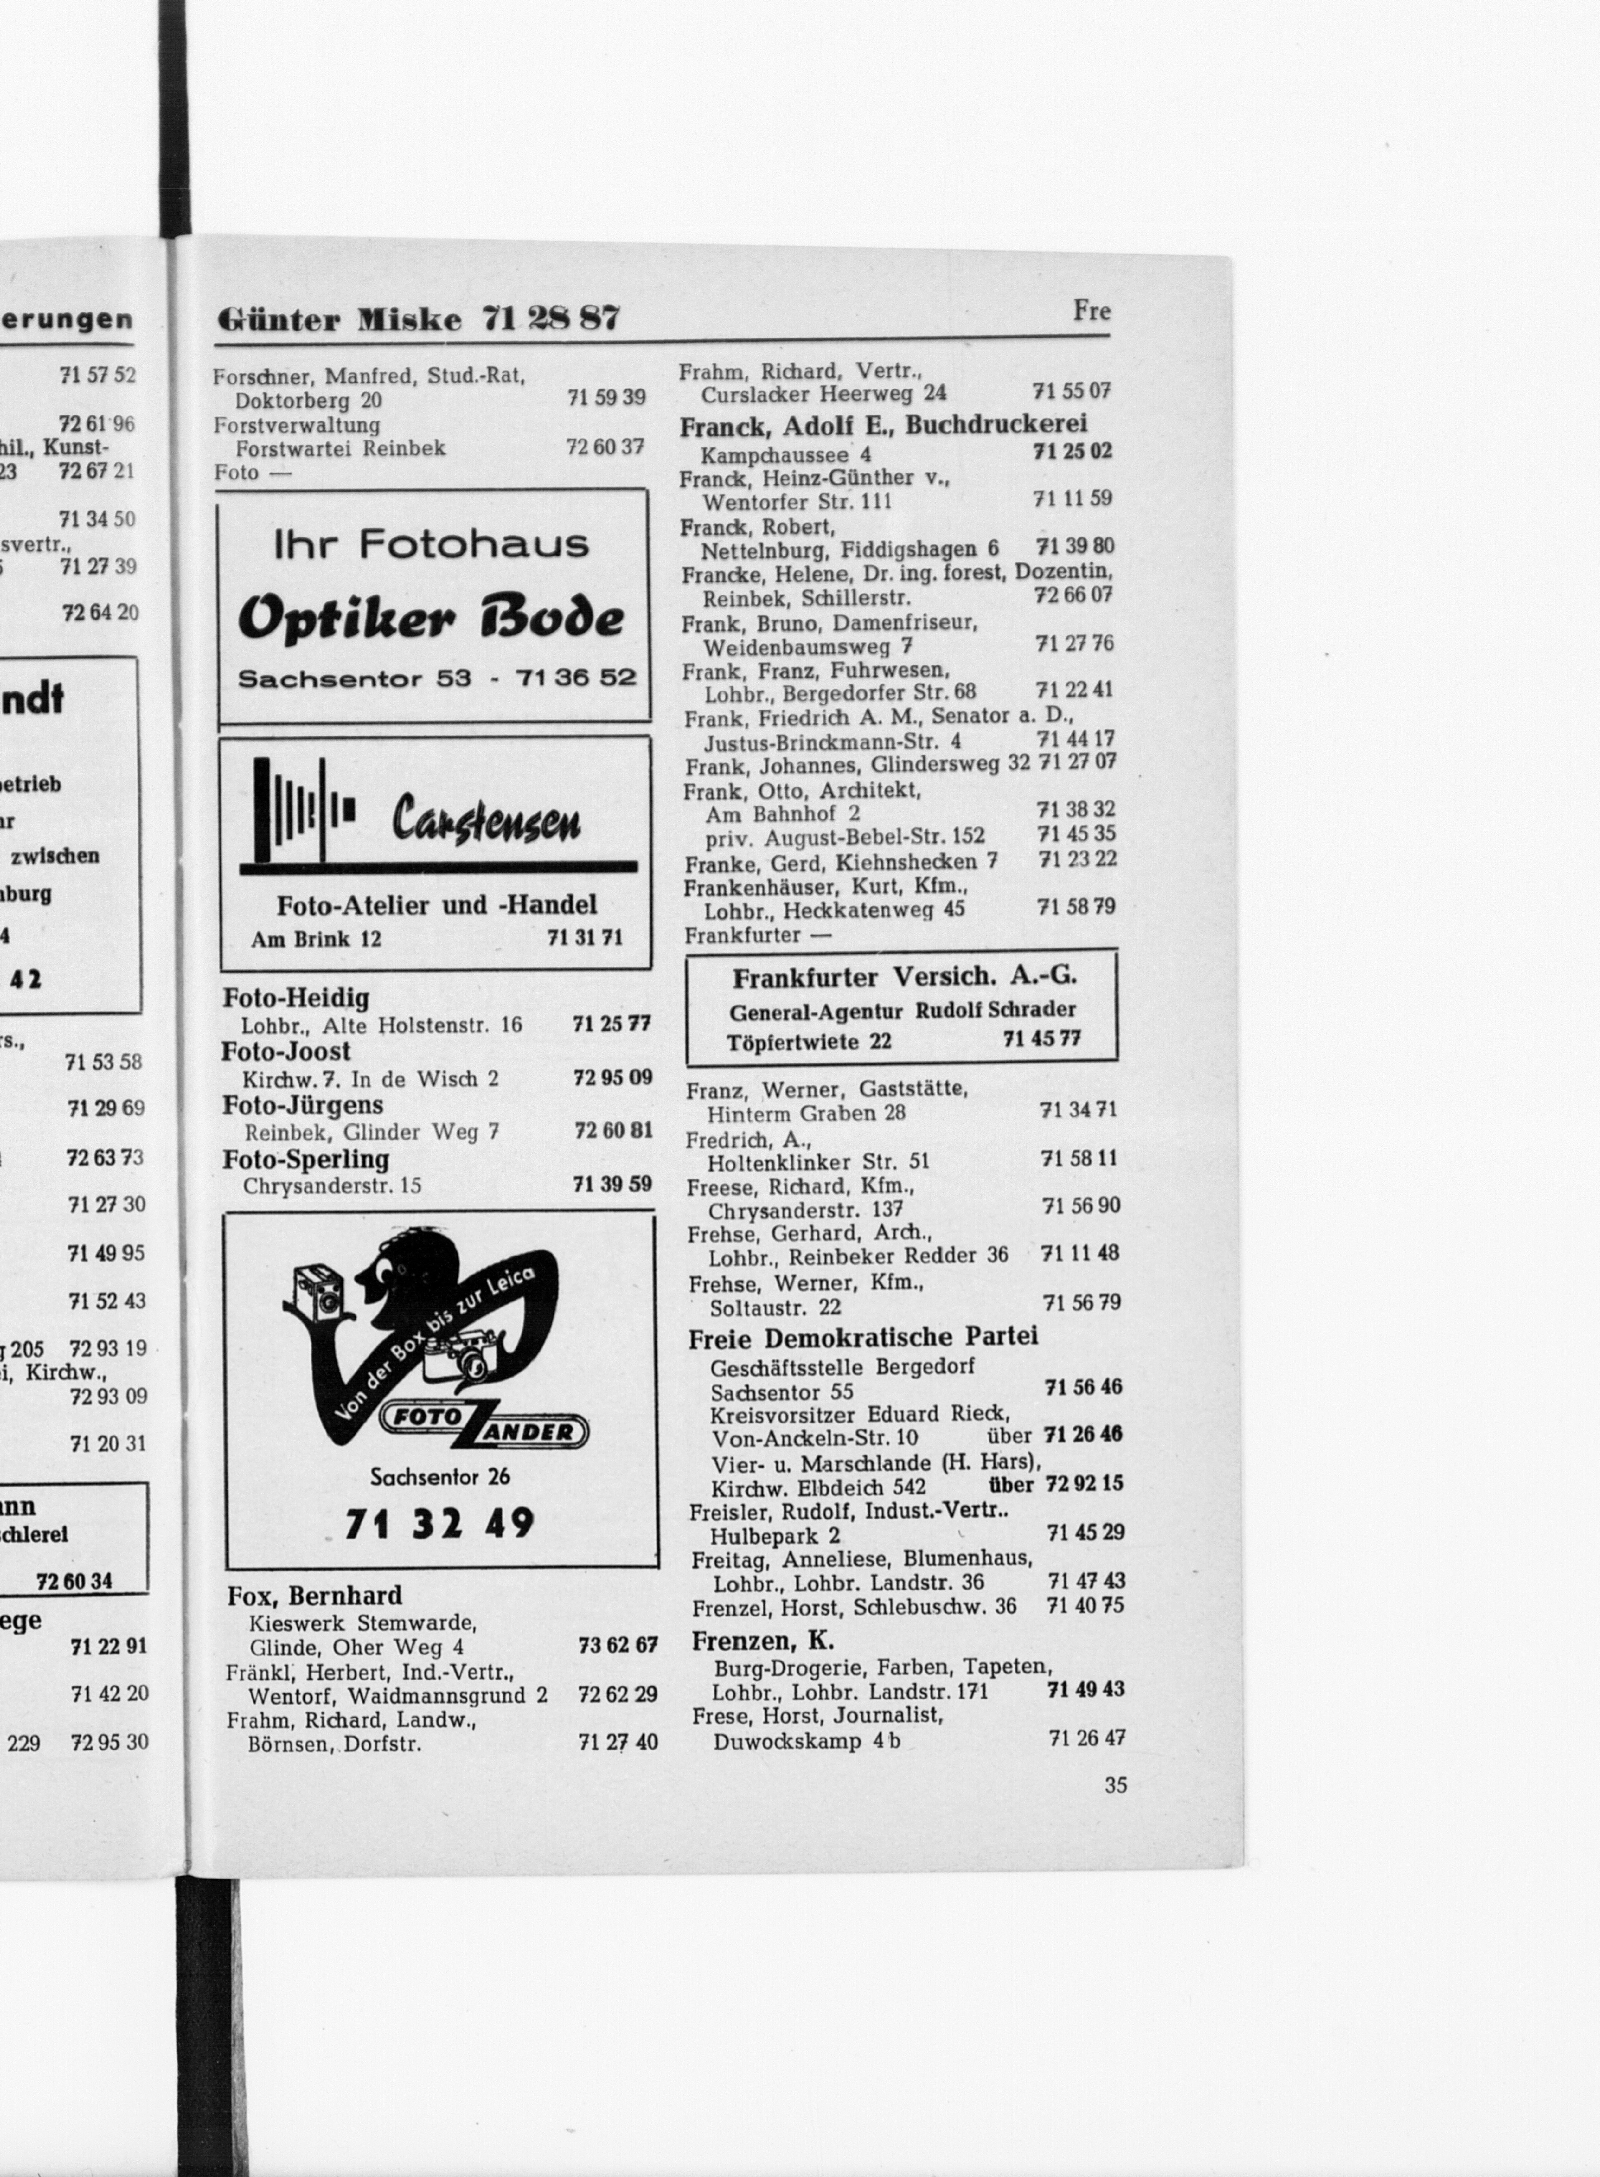 erungen
71 57 52
72 61 96
hil., Kunst-
23 72 67 21
71 34 50
svertr.,
71 27 39
72 64 20
ndt
etrieb
hr
zwischen
nburg
4
42
rs.,
71 53 58
71 29 69
72 63 73
71 27 30
71 49 95
71 52 43
g 205 72 93 19
i, Kirchw.,
72 93 09
71 20 31
ann
chlerei
72 60 34
ege
71 22 91
71 42 20
229 72 95 30
Günter Miske 71 28 87
Fre
Forschner, Manfred, Stud.-Rat,
Doktorberg 20 71 59 39
Forstverwaltung
Forstwartei Reinbek 72 60 37
Foto —
Ihr Fotohaus
Optiker Bode
Sachsentor 53 - 71 36 52
Carstensen
Foto-Atelier und -Handel
Am Brink 12 71 31 71
Foto-Heidig
Lohbr., Alte Holstenstr. 16 71 25 77
Foto-Joost
Kirchw. 7. In de Wisch 2 72 95 09
Foto-Jürgens
Reinbek, Glinder Weg 7 72 60 81
Foto-Sperling
Chrysanderstr. 15 71 39 59
Von der Box bis zur Leica
FOTO ZANDER
Sachsentor 26
71 32 49
Fox, Bernhard
Kieswerk Stemwarde,
Glinde, Oher Weg 4 73 62 67
Fränkl, Herbert, Ind.-Vertr.,
Wentorf, Waidmannsgrund 2 72 62 29
Frahm, Richard, Landw.,
Börnsen, Dorfstr. 71 27 40
Frahm, Richard, Vertr.,
Curslacker Heerweg 24 71 55 07
Franck, Adolf E., Buchdruckerei
Kampchaussee 4 71 25 02
Franck, Heinz-Günther v.,
Wentorfer Str. 111 71 11 59
Franck, Robert,
Nettelnburg, Fiddigshagen 6 71 39 80
Francke, Helene, Dr. ing. forest, Dozentin,
Reinbek, Schillerstr. 72 66 07
Frank, Bruno, Damenfriseur,
Weidenbaumsweg 7 71 27 76
Frank, Franz, Fuhrwesen,
Lohbr., Bergedorfer Str. 68 71 22 41
Frank, Friedrich A. M., Senator a. D.,
Justus-Brinckmann-Str. 4 71 44 17
Frank, Johannes, Glindersweg 32 71 27 07
Frank, Otto, Architekt,
Am Bahnhof 2 71 38 32
priv. August-Bebel-Str. 152 71 45 35
Franke, Gerd, Kiehnshecken 7 71 23 22
Frankenhäuser, Kurt, Kfm.,
Lohbr., Heckkatenweg 45 71 58 79
Frankfurter —
Frankfurter Versich. A.-G.
General-Agentur Rudolf Schrader
Töpfertwiete 22 71 45 77
Franz, Werner, Gaststätte,
Hinterm Graben 28 71 34 71
Fredrich, A.,
Holtenklinker Str. 51 71 58 11
Freese, Richard, Kfm.,
Chrysanderstr. 137 71 56 90
Frehse, Gerhard, Arch.,
Lohbr., Reinbeker Redder 36 71 11 48
Frehse, Werner, Kfm.,
Soltaustr. 22 71 56 79
Freie Demokratische Partei
Geschäftsstelle Bergedorf
Sachsentor 55 71 56 46
Kreisvorsitzer Eduard Rieck,
Von-Anckeln-Str. 10 über 71 26 46
Vier- u. Marschlande (H. Hars),
Kirchw. Elbdeich 542 über 72 92 15
Freisler, Rudolf, Indust.-Vertr..
Hulbepark 2 71 45 29
Freitag, Anneliese, Blumenhaus,
Lohbr., Lohbr. Landstr. 36 71 47 43
Frenzel, Horst, Schlebuschw. 36 71 40 75
Frenzen, K.
Burg-Drogerie, Farben, Tapeten,
Lohbr., Lohbr. Landstr. 171 71 49 43
Frese, Horst, Journalist,
Duwockskamp 4 b 71 26 47
35